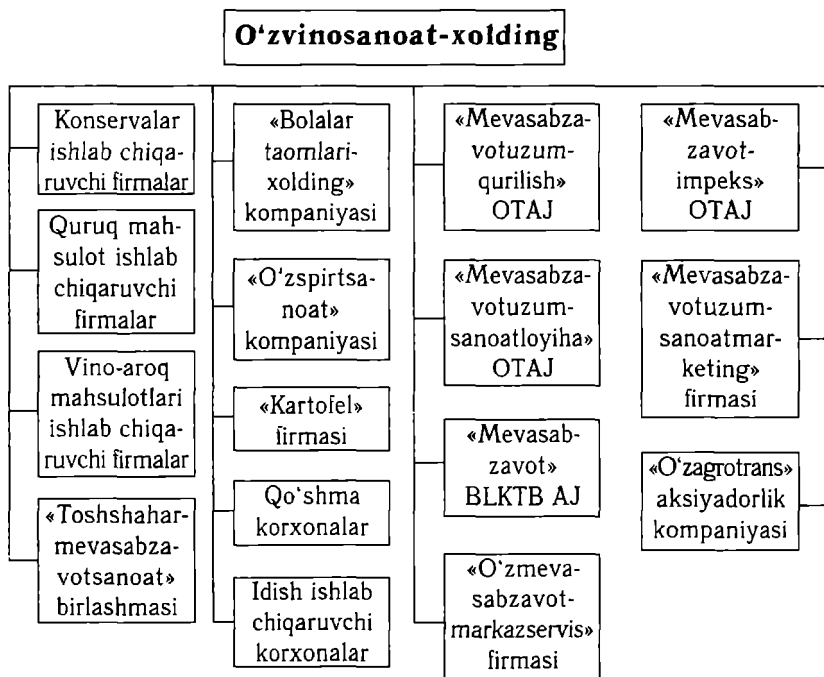 O‘zvinosanoat-xolding
Konservalar
ishlab chiqa-
ruvchi firmalar
Quruq mah-
sulot ishlab
chiqaruvchi
firmalar
Vino-aroq
mahsulotlari
ishlab chiqa-
ruvchi firmalar
«Toshshahar-
mevasabza-
votsanoat»
birlashmasi
«Bolalar
taomlari-
xolding»
kompaniyasi
«O‘zspirtsa-
noat»
kompaniyasi
«Kartofel»
firmasi
Qo‘shma
korxonalar
Idish ishlab
chiqaruvchi
korxonalar
«Mevasabza-
votuzum-
qurilish»
OTAJ
«Mevasabza-
votuzum-
sanoatloyiha»
OTAJ
«Mevasab-
zavot»
BLKTB AJ
«O‘zmeva-
sabzavot-
markazservis»
firmasi
«Mevasab-
zavot-
impeks»
OTAJ
«Mevasabza-
votuzum-
sanoatmar-
keting»
firmasi
«O‘zagrotrans»
aksiyadorlik
kompaniyasi